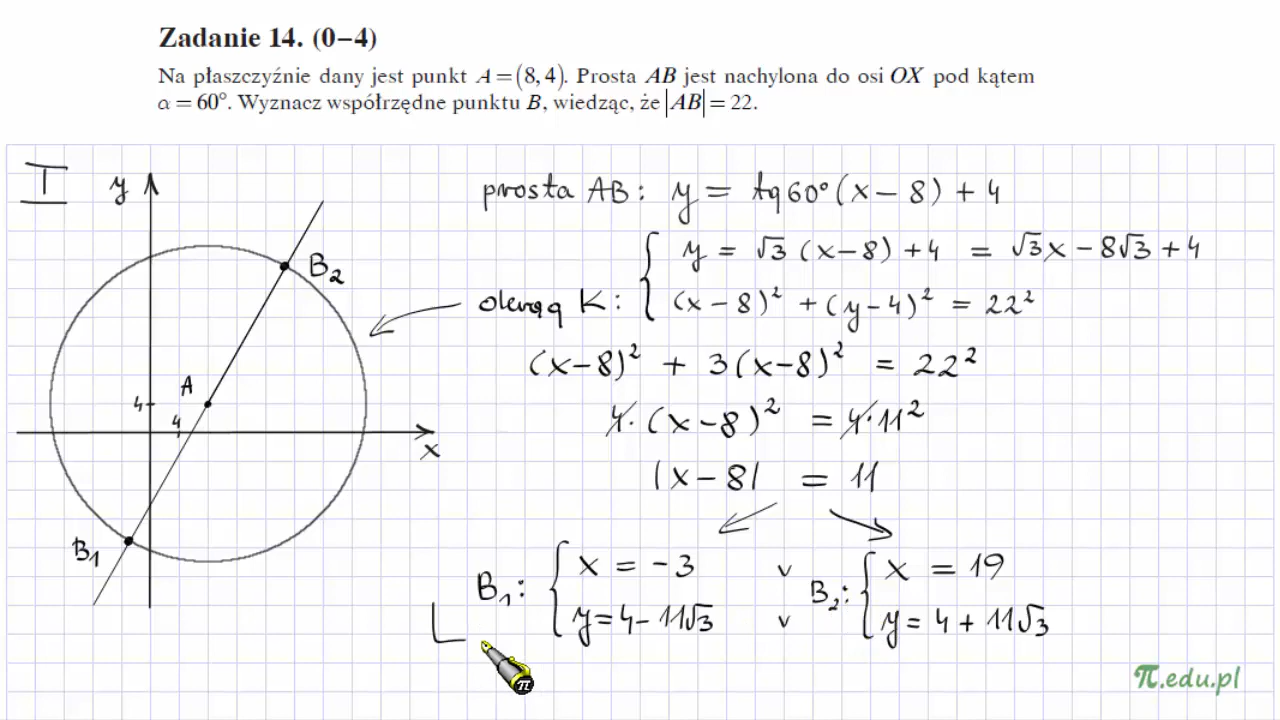 Zadanie 14. (0–4)
Na płaszczyźnie dany jest punkt A=(8,4). Prosta AB jest nachylona do osi OX pod kątem
α = 60°. Wyznacz współrzędne punktu B, wiedząc, że |AB| = 22.
I
y
B₂
A
4
4
x
B₁
prosta AB: y = tg60°(x − 8) + 4
y = √3 (x−8) + 4 = √3x − 8√3 + 4
okrąg K: (x − 8)² + (y − 4)² = 22²
(x−8)² + 3(x−8)² = 22²
4·(x−8)² = 4·11²
|x − 8| = 11
B₁: x = −3 v B₂: x = 19
y = 4 − 11√3 v y = 4 + 11√3
π
π.edu.pl